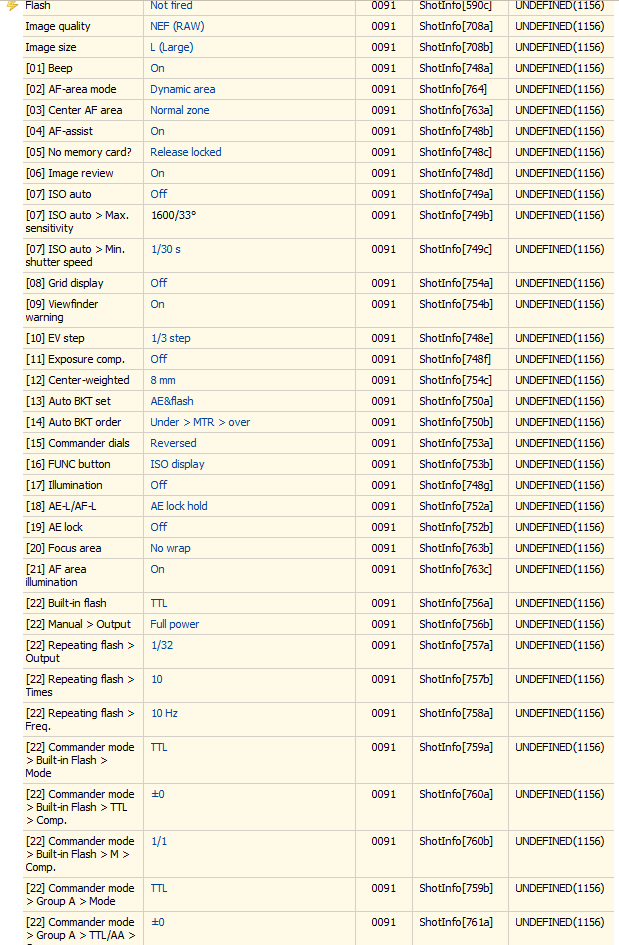 Flash Not fired 0091 ShotInfo[590c] UNDEFINED(1156)
Image quality NEF (RAW) 0091 ShotInfo[708a] UNDEFINED(1156)
Image size L (Large) 0091 ShotInfo[708b] UNDEFINED(1156)
[01] Beep On 0091 ShotInfo[748a] UNDEFINED(1156)
[02] AF-area mode Dynamic area 0091 ShotInfo[764] UNDEFINED(1156)
[03] Center AF area Normal zone 0091 ShotInfo[763a] UNDEFINED(1156)
[04] AF-assist On 0091 ShotInfo[748b] UNDEFINED(1156)
[05] No memory card? Release locked 0091 ShotInfo[748c] UNDEFINED(1156)
[06] Image review On 0091 ShotInfo[748d] UNDEFINED(1156)
[07] ISO auto Off 0091 ShotInfo[749a] UNDEFINED(1156)
[07] ISO auto > Max. 1600/33° 0091 ShotInfo[749b] UNDEFINED(1156)
sensitivity
[07] ISO auto > Min. 1/30 s 0091 ShotInfo[749c] UNDEFINED(1156)
shutter speed
[08] Grid display Off 0091 ShotInfo[754a] UNDEFINED(1156)
[09] Viewfinder On 0091 ShotInfo[754b] UNDEFINED(1156)
warning
[10] EV step 1/3 step 0091 ShotInfo[748e] UNDEFINED(1156)
[11] Exposure comp. Off 0091 ShotInfo[748f] UNDEFINED(1156)
[12] Center-weighted 8 mm 0091 ShotInfo[754c] UNDEFINED(1156)
[13] Auto BKT set AE&flash 0091 ShotInfo[750a] UNDEFINED(1156)
[14] Auto BKT order Under > MTR > over 0091 ShotInfo[750b] UNDEFINED(1156)
[15] Commander dials Reversed 0091 ShotInfo[753a] UNDEFINED(1156)
[16] FUNC button ISO display 0091 ShotInfo[753b] UNDEFINED(1156)
[17] Illumination Off 0091 ShotInfo[748g] UNDEFINED(1156)
[18] AE-L/AF-L AE lock hold 0091 ShotInfo[752a] UNDEFINED(1156)
[19] AE lock Off 0091 ShotInfo[752b] UNDEFINED(1156)
[20] Focus area No wrap 0091 ShotInfo[763b] UNDEFINED(1156)
[21] AF area On 0091 ShotInfo[763c] UNDEFINED(1156)
illumination
[22] Built-in flash TTL 0091 ShotInfo[756a] UNDEFINED(1156)
[22] Manual > Output Full power 0091 ShotInfo[756b] UNDEFINED(1156)
[22] Repeating flash > 1/32 0091 ShotInfo[757a] UNDEFINED(1156)
Output
[22] Repeating flash > 10 0091 ShotInfo[757b] UNDEFINED(1156)
Times
[22] Repeating flash > 10 Hz 0091 ShotInfo[758a] UNDEFINED(1156)
Freq.
[22] Commander mode TTL 0091 ShotInfo[759a] UNDEFINED(1156)
> Built-in Flash >
Mode
[22] Commander mode ±0 0091 ShotInfo[760a] UNDEFINED(1156)
> Built-in Flash > TTL
> Comp.
[22] Commander mode 1/1 0091 ShotInfo[760b] UNDEFINED(1156)
> Built-in Flash > M >
Comp.
[22] Commander mode TTL 0091 ShotInfo[759b] UNDEFINED(1156)
> Group A > Mode
[22] Commander mode ±0 0091 ShotInfo[761a] UNDEFINED(1156)
> Group A > TTL/AA >